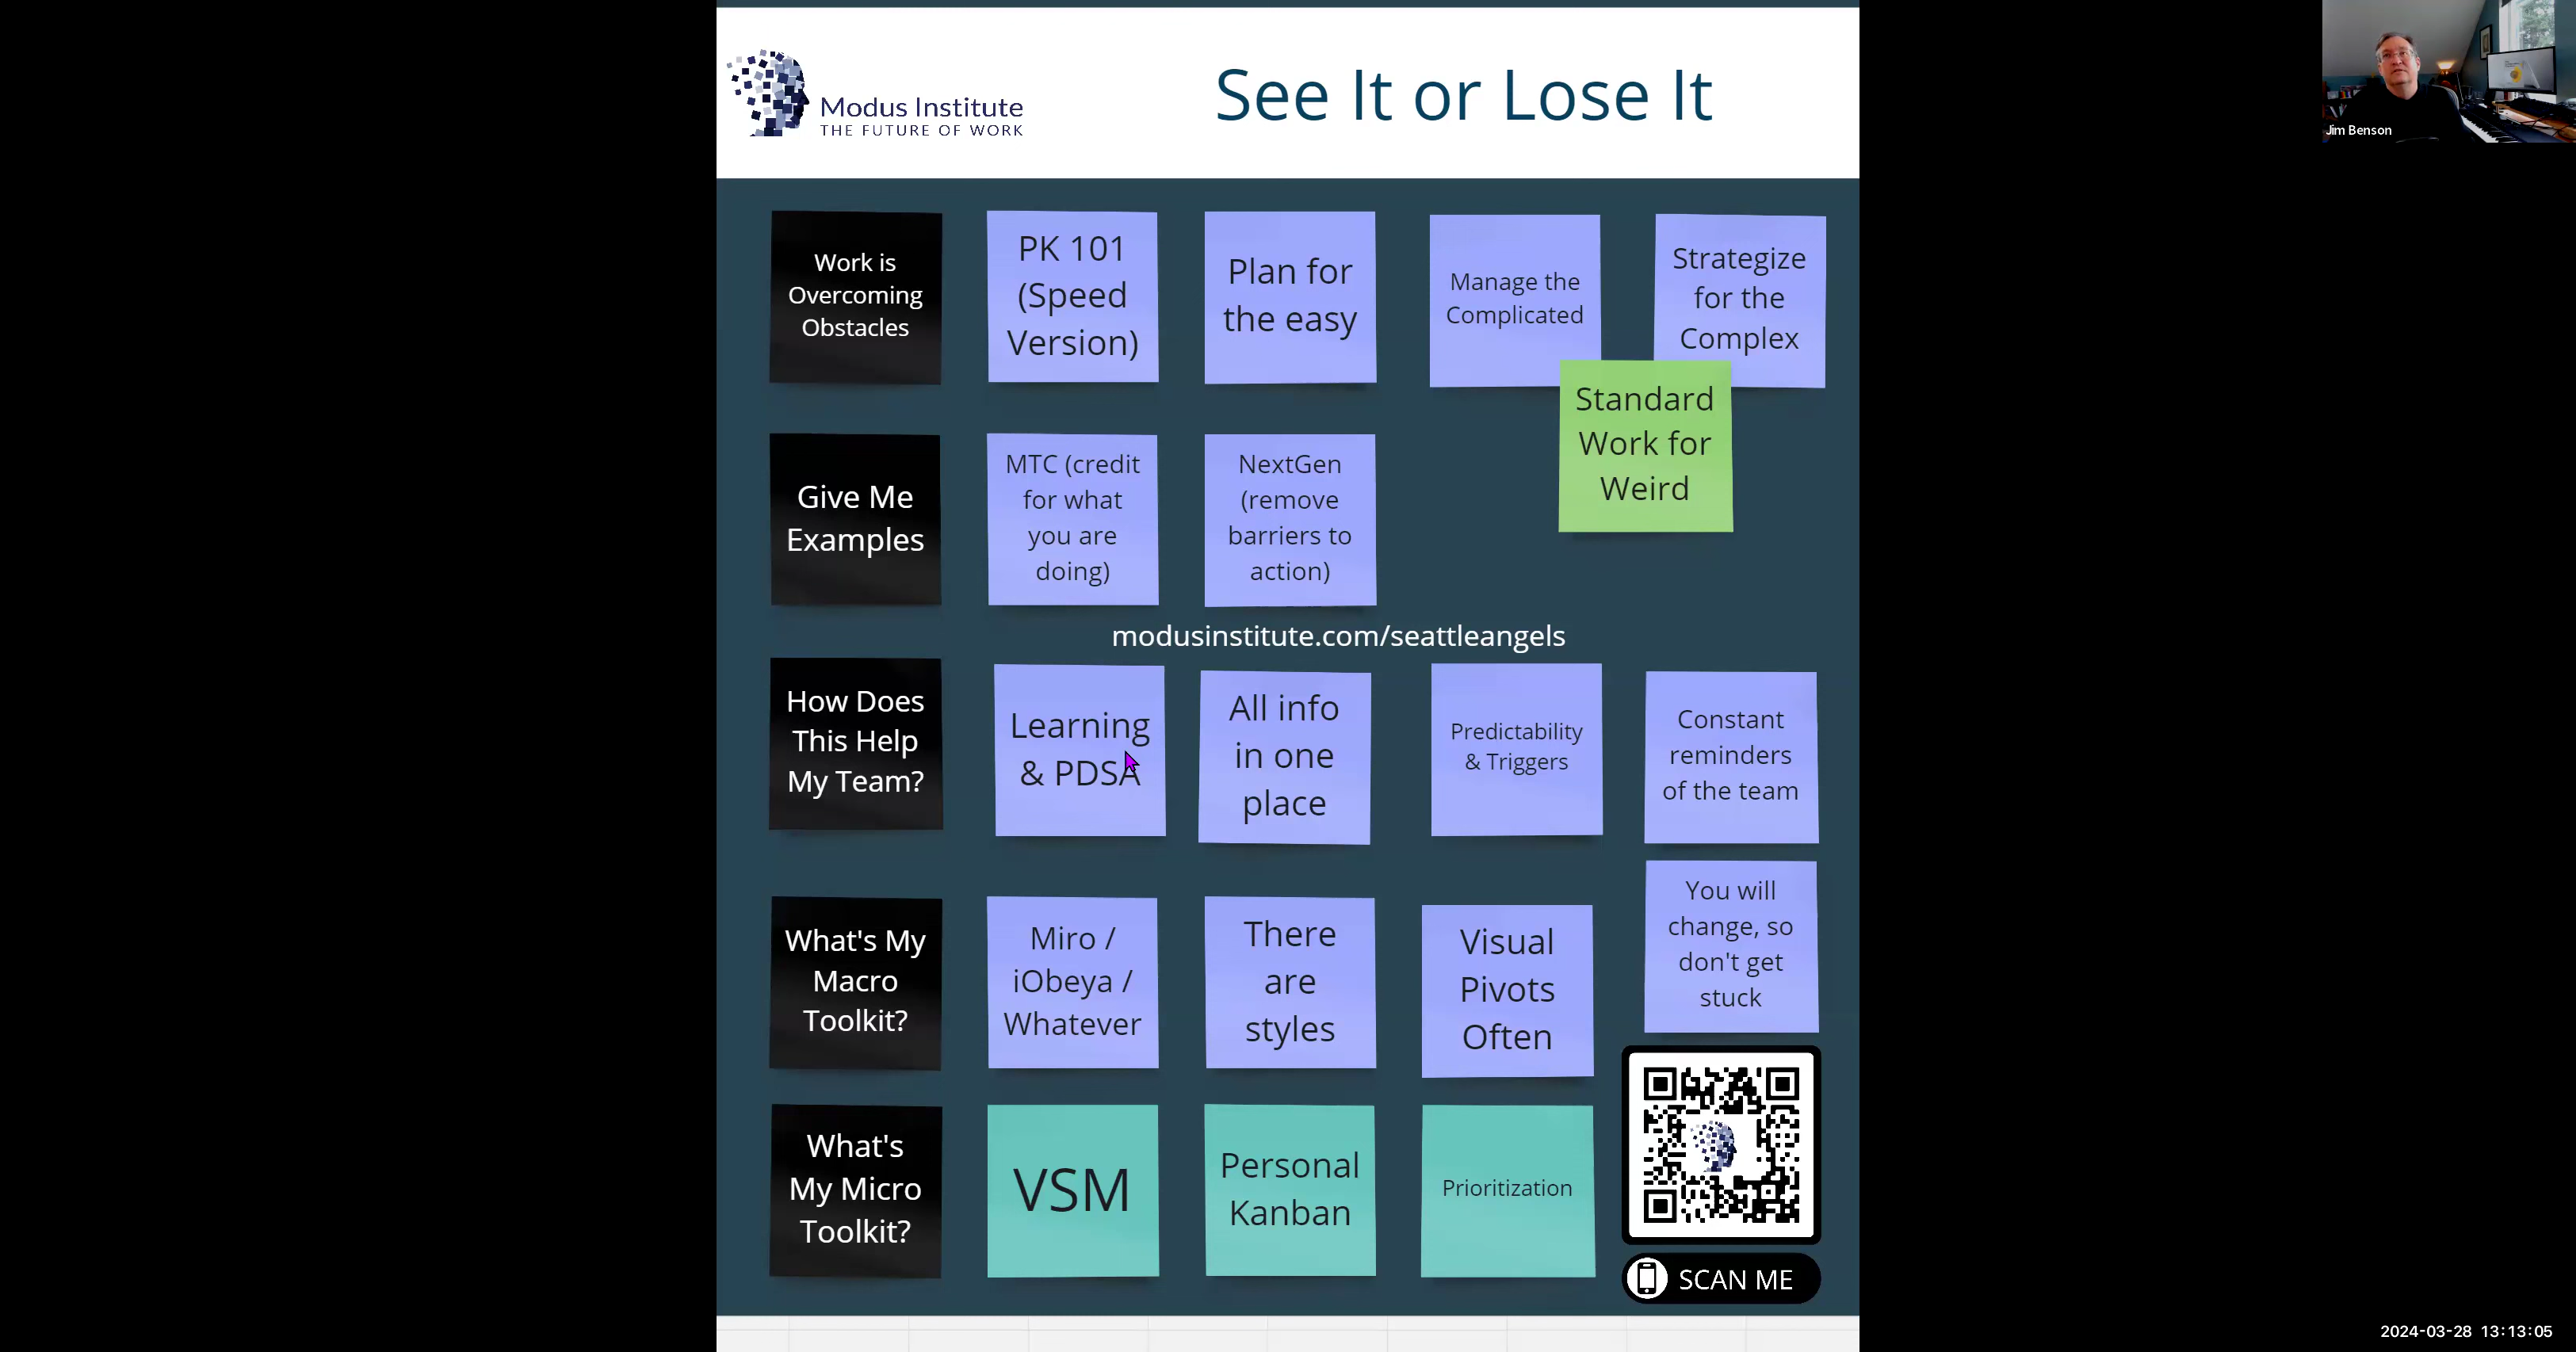 Modus Institute
THE FUTURE OF WORK
See It or Lose It
Jim Benson
Work is
Overcoming
Obstacles
PK 101
(Speed
Version)
Plan for
the easy
Manage the
Complicated
Strategize
for the
Complex
Standard
Work for
Weird
Give Me
Examples
MTC (credit
for what
you are
doing)
NextGen
(remove
barriers to
action)
modusinstitute.com/seattleangels
How Does
This Help
My Team?
Learning
& PDSA
All info
in one
place
Predictability
& Triggers
Constant
reminders
of the team
What's My
Macro
Toolkit?
Miro /
iObeya /
Whatever
There
are
styles
Visual
Pivots
Often
You will
change, so
don't get
stuck
What's
My Micro
Toolkit?
VSM
Personal
Kanban
Prioritization
SCAN ME
2024-03-28 13:13:05